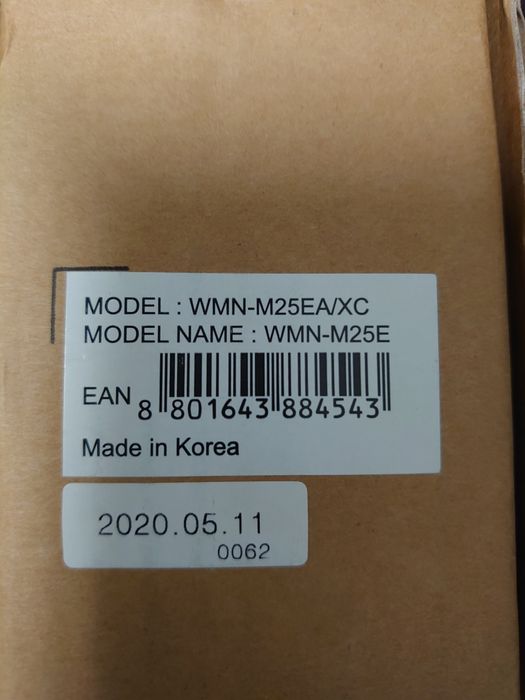 MODEL : WMN-M25EA/XC
MODEL NAME : WMN-M25E
EAN 8 801643 884543
Made in Korea
2020.05.11
0062